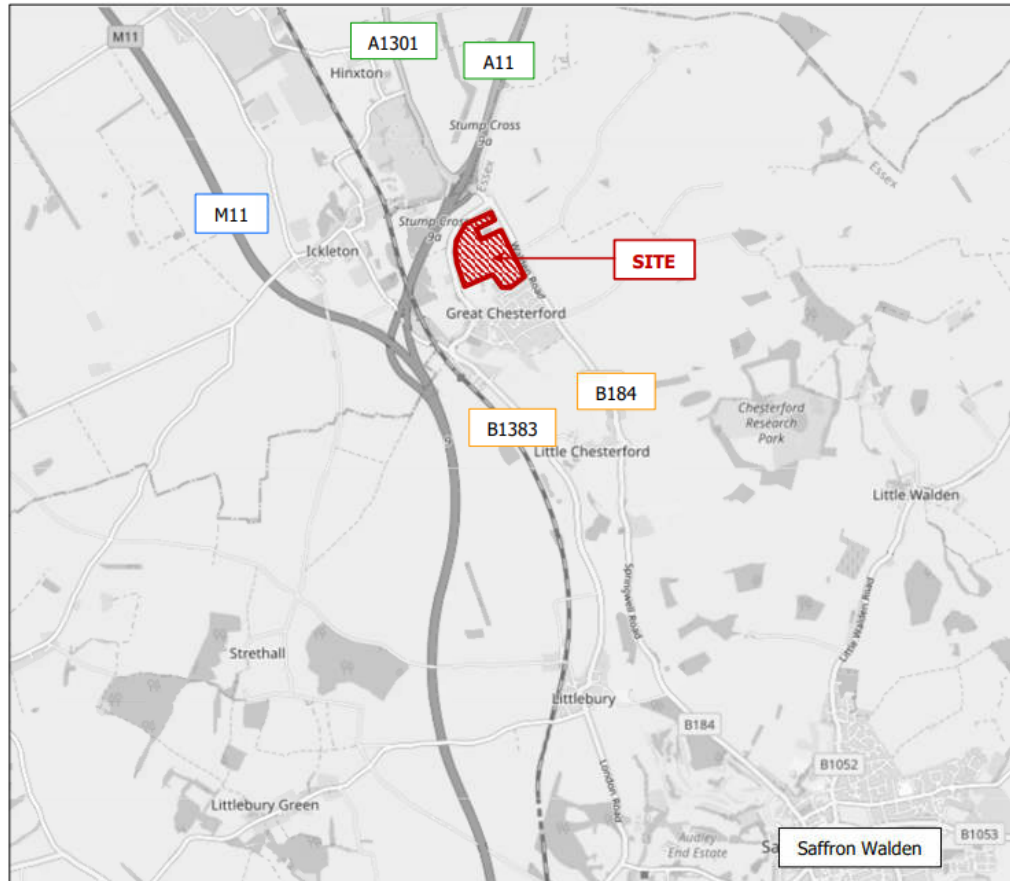 M11
A1301
Hinxton
A11
Stump Cross
9a
Essex
Essex
M11
Stump Cross
9a
Ickleton
Walden Road
SITE
Great Chesterford
B184
Chesterford
Research
Park
B1383
Little Chesterford
Little Walden
Springwell Road
Little Walden Road
Strethall
Littlebury
B184
B1052
London Road
Littlebury Green
Audley
End Estate
Saffron Walden
B1053